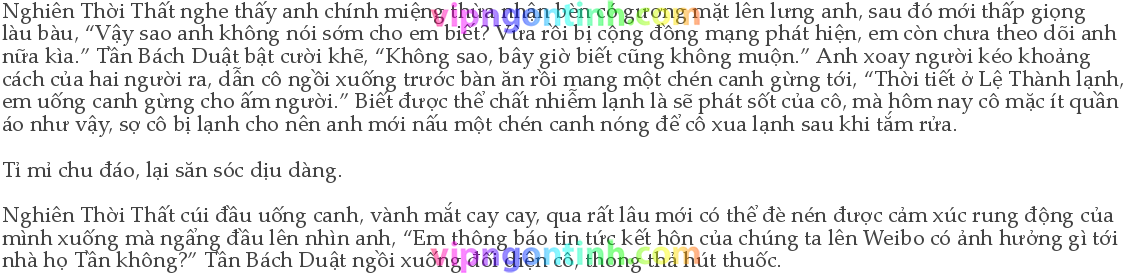 Nghiên Thời Thất nghe thấy anh chính miệng thừa nhận, bèn cọ gương mặt lên lưng anh, sau đó mới thấp giọng
làu bàu, “Vậy sao anh không nói sớm cho em biết? Vừa rồi bị cộng đồng mạng phát hiện, em còn chưa theo dõi anh
nữa kìa.” Tần Bách Duật bật cười khẽ, “Không sao, bây giờ biết cũng không muộn.” Anh xoay người kéo khoảng
cách của hai người ra, dẫn cô ngồi xuống trước bàn ăn rồi mang một chén canh gừng tới, “Thời tiết ở Lệ Thành lạnh,
em uống canh gừng cho ấm người.” Biết được thể chất nhiễm lạnh là sẽ phát sốt của cô, mà hôm nay cô mặc ít quần
áo như vậy, sợ cô bị lạnh cho nên anh mới nấu một chén canh nóng để cô xua lạnh sau khi tắm rửa.
Tỉ mỉ chu đáo, lại săn sóc dịu dàng.
Nghiên Thời Thất cúi đầu uống canh, vành mắt cay cay, qua rất lâu mới có thể đè nén được cảm xúc rung động của
mình xuống mà ngẩng đầu lên nhìn anh, “Em thông báo tin tức kết hôn của chúng ta lên Weibo có ảnh hưởng gì tới
nhà họ Tần không?” Tần Bách Duật ngồi xuống đối diện cô, thong thả hút thuốc.
vipngontinh.com
vipngontinh.com